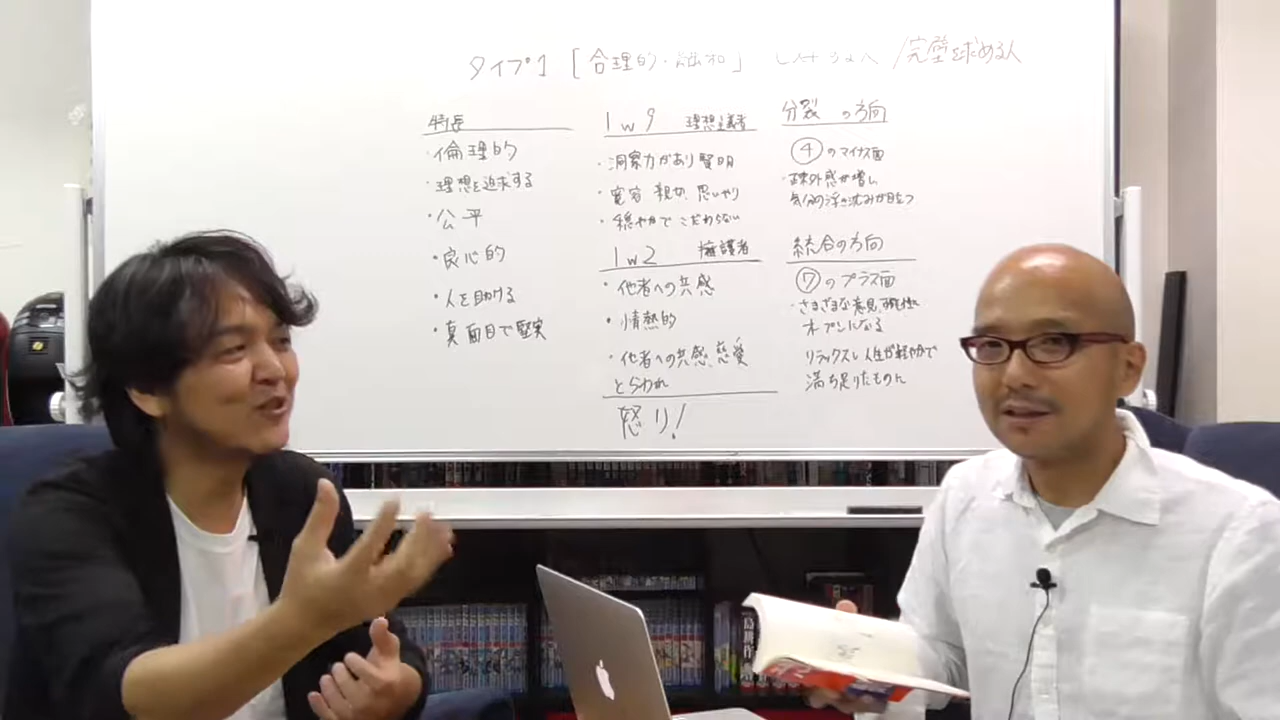 タイプ1 [合理的・ /完璧を求める人
特長
・倫理的
・理想を追求する
・公平
・良心的
・人を助ける
・真面目で堅実
1w9 理想主義者
・洞察力があり賢明
・寛容 親切 思いやり
・穏やかでこだわらない
1w2 擁護者
・他者への共感
・情熱的
・他者への共感、慈愛
とらわれ
怒り!
分裂の方向
④のマイナス面
・疎外感が増し
気分の浮き沈みが目立つ
統合の方向
⑦のプラス面
・さまざまな意見、可能性に
オープンになる
リラックスし人生が軽やかで
満ち足りたものに